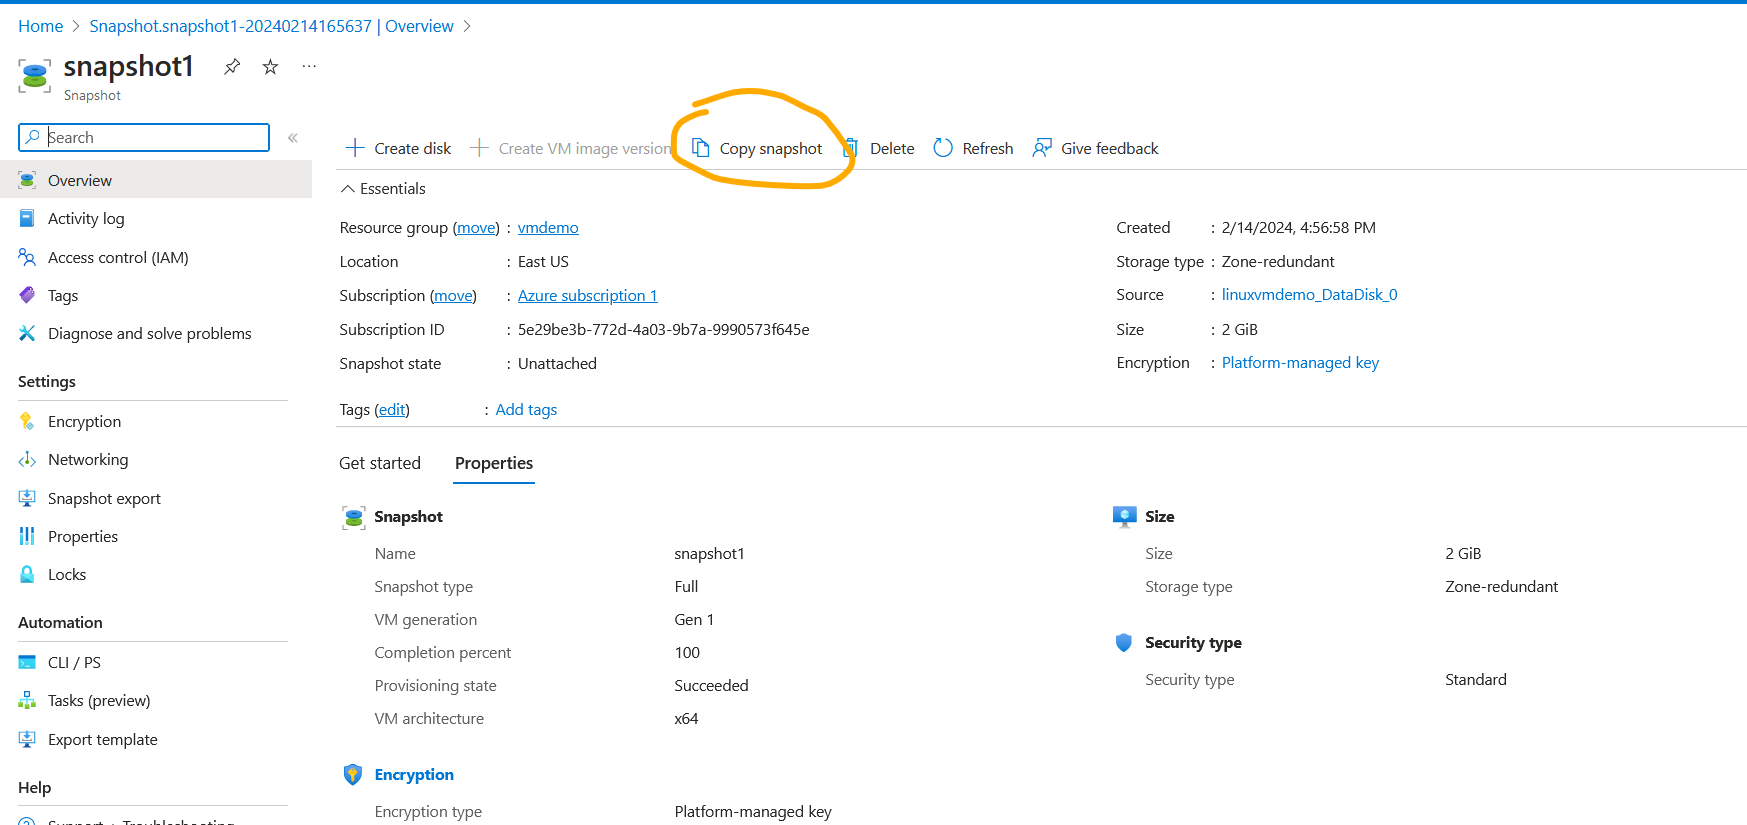 Home > Snapshot.snapshot1-20240214165637 | Overview >
snapshot1
Snapshot
Search
Overview
Activity log
Access control (IAM)
Tags
Diagnose and solve problems
Settings
Encryption
Networking
Snapshot export
Properties
Locks
Automation
CLI / PS
Tasks (preview)
Export template
Help
Create disk Create VM image version Copy snapshot Delete Refresh Give feedback
Essentials
Resource group (move) : vmdemo
Location : East US
Subscription (move) : Azure subscription 1
Subscription ID : 5e29be3b-772d-4a03-9b7a-9990573f645e
Snapshot state : Unattached
Created : 2/14/2024, 4:56:58 PM
Storage type : Zone-redundant
Source : linuxvmdemo_DataDisk_0
Size : 2 GiB
Encryption : Platform-managed key
Tags (edit) : Add tags
Get started Properties
Snapshot
Name snapshot1
Snapshot type Full
VM generation Gen 1
Completion percent 100
Provisioning state Succeeded
VM architecture x64
Encryption
Encryption type Platform-managed key
Size
Size 2 GiB
Storage type Zone-redundant
Security type
Security type Standard